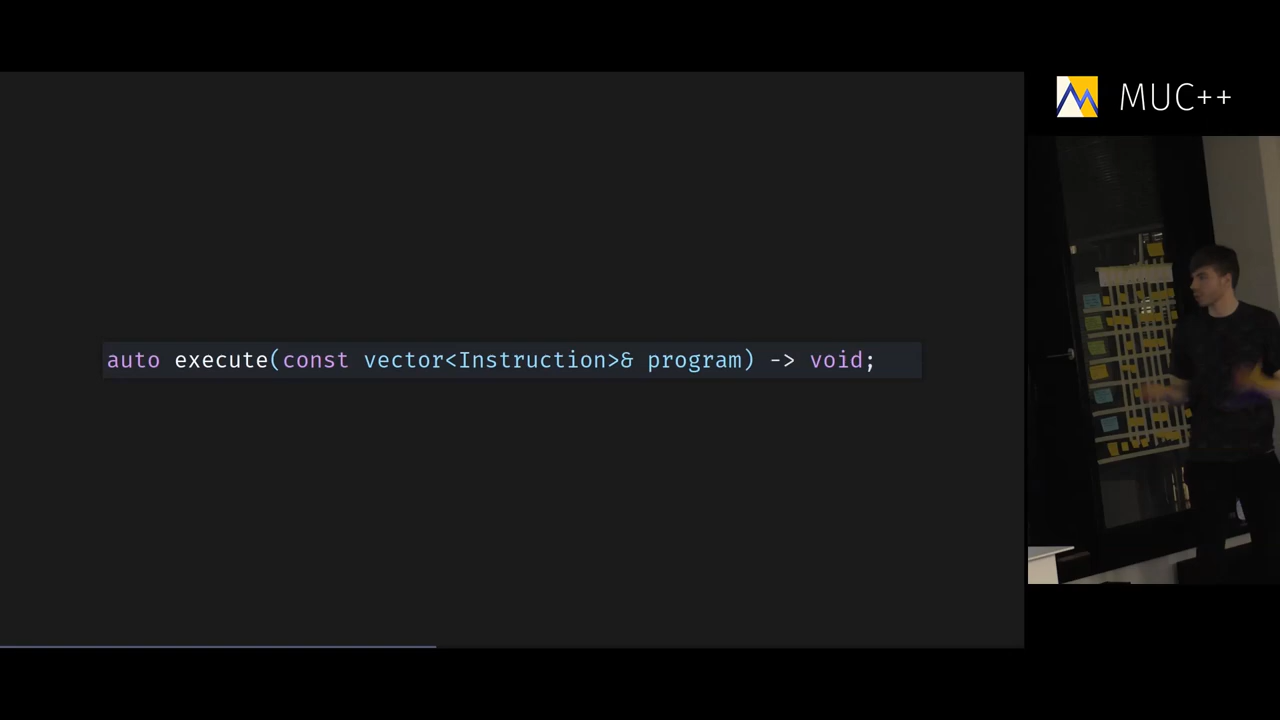 MUC++
auto execute(const vector<Instruction>& program) -> void;